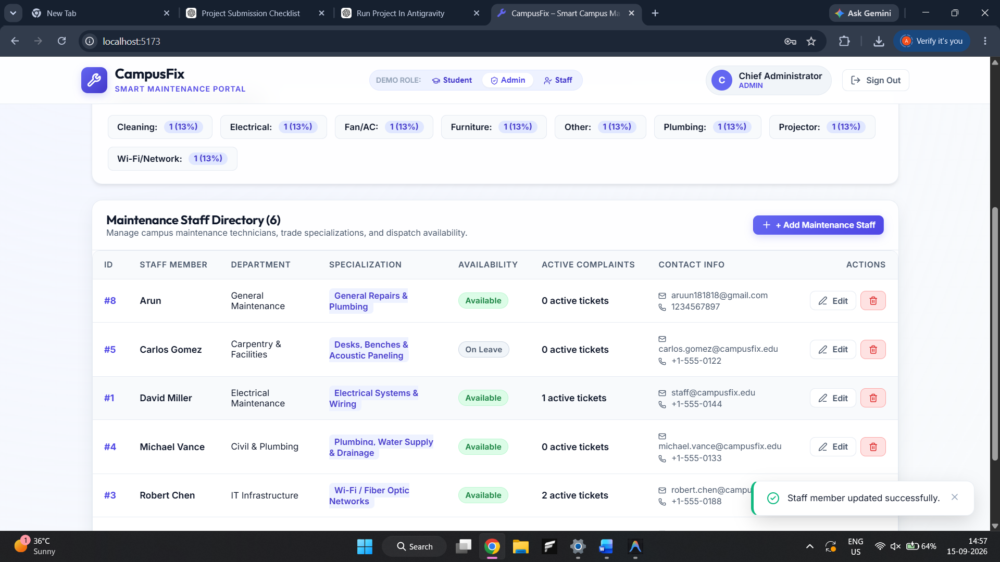 New Tab
Project Submission Checklist
Run Project In Antigravity
CampusFix – Smart Campus Ma
Ask Gemini
localhost:5173
A
Verify it's you
CampusFix
SMART MAINTENANCE PORTAL
DEMO ROLE:
Student
Admin
Staff
C
Chief Administrator
ADMIN
Sign Out
Cleaning: 1 (13%)
Electrical: 1 (13%)
Fan/AC: 1 (13%)
Furniture: 1 (13%)
Other: 1 (13%)
Plumbing: 1 (13%)
Projector: 1 (13%)
Wi-Fi/Network: 1 (13%)
Maintenance Staff Directory (6)
Manage campus maintenance technicians, trade specializations, and dispatch availability.
+ Add Maintenance Staff
ID STAFF MEMBER DEPARTMENT SPECIALIZATION AVAILABILITY ACTIVE COMPLAINTS CONTACT INFO ACTIONS
#8
Arun
General
Maintenance
General Repairs &
Plumbing
Available
0 active tickets
aruun181818@gmail.com
1234567897
Edit
#5
Carlos Gomez
Carpentry &
Facilities
Desks, Benches &
Acoustic Paneling
On Leave
0 active tickets
carlos.gomez@campusfix.edu
+1-555-0122
Edit
#1
David Miller
Electrical
Maintenance
Electrical Systems &
Wiring
Available
1 active tickets
staff@campusfix.edu
+1-555-0144
Edit
#4
Michael Vance
Civil & Plumbing
Plumbing, Water Supply
& Drainage
Available
0 active tickets
michael.vance@campusfix.edu
+1-555-0133
Edit
#3
Robert Chen
IT Infrastructure
Wi-Fi / Fiber Optic
Networks
Available
2 active tickets
robert.chen@campu
+1-555-0188
Staff member updated successfully.
1
36°C
Sunny
Search
W
ENG
US
64%
14:57
15-09-2026